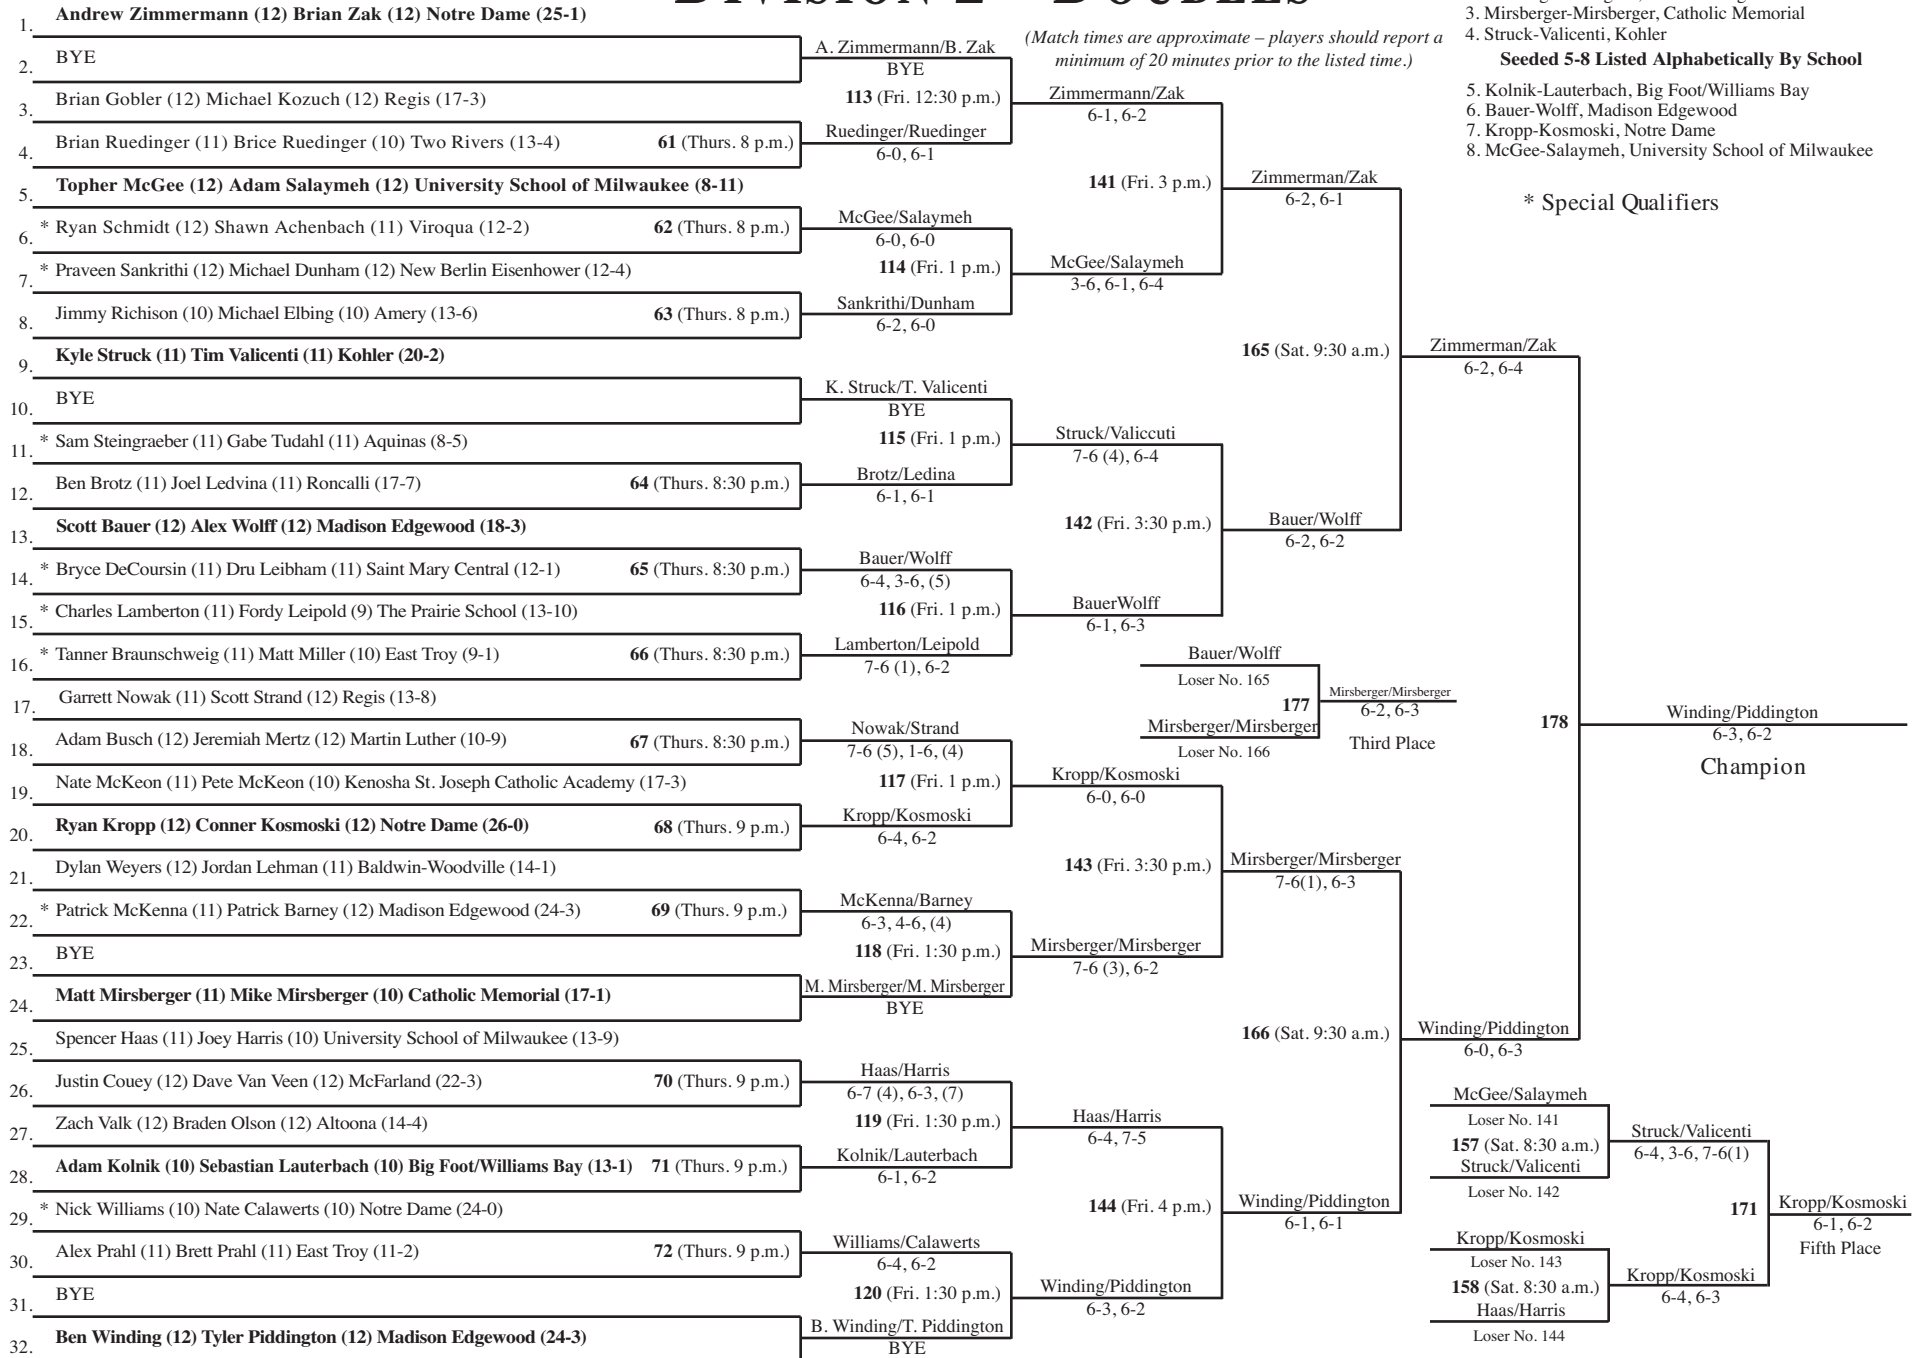 1. Andrew Zimmermann (12) Brian Zak (12) Notre Dame (25-1)
2. BYE
3. Brian Gobler (12) Michael Kozuch (12) Regis (17-3)
4. Brian Ruedinger (11) Brice Ruedinger (10) Two Rivers (13-4) 61 (Thurs. 8 p.m.)
5. Topher McGee (12) Adam Salaymeh (12) University School of Milwaukee (8-11)
6. * Ryan Schmidt (12) Shawn Achenbach (11) Viroqua (12-2) 62 (Thurs. 8 p.m.)
7. * Praveen Sankrithi (12) Michael Dunham (12) New Berlin Eisenhower (12-4)
8. Jimmy Richison (10) Michael Elbing (10) Amery (13-6) 63 (Thurs. 8 p.m.)
9. Kyle Struck (11) Tim Valicenti (11) Kohler (20-2)
10. BYE
11. * Sam Steingraeber (11) Gabe Tudahl (11) Aquinas (8-5)
12. Ben Brotz (11) Joel Ledvina (11) Roncalli (17-7) 64 (Thurs. 8:30 p.m.)
13. Scott Bauer (12) Alex Wolff (12) Madison Edgewood (18-3)
14. * Bryce DeCoursin (11) Dru Leibham (11) Saint Mary Central (12-1) 65 (Thurs. 8:30 p.m.)
15. * Charles Lamberton (11) Fordy Leipold (9) The Prairie School (13-10)
16. * Tanner Braunschweig (11) Matt Miller (10) East Troy (9-1) 66 (Thurs. 8:30 p.m.)
17. Garrett Nowak (11) Scott Strand (12) Regis (13-8)
18. Adam Busch (12) Jeremiah Mertz (12) Martin Luther (10-9) 67 (Thurs. 8:30 p.m.)
19. Nate McKeon (11) Pete McKeon (10) Kenosha St. Joseph Catholic Academy (17-3)
20. Ryan Kropp (12) Conner Kosmoski (12) Notre Dame (26-0) 68 (Thurs. 9 p.m.)
21. Dylan Weyers (12) Jordan Lehman (11) Baldwin-Woodville (14-1)
22. * Patrick McKenna (11) Patrick Barney (12) Madison Edgewood (24-3) 69 (Thurs. 9 p.m.)
23. BYE
24. Matt Mirsberger (11) Mike Mirsberger (10) Catholic Memorial (17-1)
25. Spencer Haas (11) Joey Harris (10) University School of Milwaukee (13-9)
26. Justin Couey (12) Dave Van Veen (12) McFarland (22-3) 70 (Thurs. 9 p.m.)
27. Zach Valk (12) Braden Olson (12) Altoona (14-4)
28. Adam Kolnik (10) Sebastian Lauterbach (10) Big Foot/Williams Bay (13-1) 71 (Thurs. 9 p.m.)
29. * Nick Williams (10) Nate Calawerts (10) Notre Dame (24-0)
30. Alex Prahl (11) Brett Prahl (11) East Troy (11-2) 72 (Thurs. 9 p.m.)
31. BYE
32. Ben Winding (12) Tyler Piddington (12) Madison Edgewood (24-3)
A. Zimmermann/B. Zak
BYE
113 (Fri. 12:30 p.m.)
Ruedinger/Ruedinger
6-0, 6-1
McGee/Salaymeh
6-0, 6-0
114 (Fri. 1 p.m.)
Sankrithi/Dunham
6-2, 6-0
K. Struck/T. Valicenti
BYE
115 (Fri. 1 p.m.)
Brotz/Ledina
6-1, 6-1
Bauer/Wolff
6-4, 3-6, (5)
116 (Fri. 1 p.m.)
Lamberton/Leipold
7-6 (1), 6-2
Nowak/Strand
7-6 (5), 1-6, (4)
117 (Fri. 1 p.m.)
Kropp/Kosmoski
6-4, 6-2
McKenna/Barney
6-3, 4-6, (4)
118 (Fri. 1:30 p.m.)
M. Mirsberger/M. Mirsberger
BYE
Haas/Harris
6-7 (4), 6-3, (7)
119 (Fri. 1:30 p.m.)
Kolnik/Lauterbach
6-1, 6-2
Williams/Calawerts
6-4, 6-2
120 (Fri. 1:30 p.m.)
B. Winding/T. Piddington
BYE
(Match times are approximate – players should report a
minimum of 20 minutes prior to the listed time.)
Zimmermann/Zak
6-1, 6-2
141 (Fri. 3 p.m.)
McGee/Salaymeh
3-6, 6-1, 6-4
Struck/Valiccuti
7-6 (4), 6-4
142 (Fri. 3:30 p.m.)
BauerWolff
6-1, 6-3
Kropp/Kosmoski
6-0, 6-0
143 (Fri. 3:30 p.m.)
Mirsberger/Mirsberger
7-6 (3), 6-2
Haas/Harris
6-4, 7-5
144 (Fri. 4 p.m.)
Winding/Piddington
6-3, 6-2
Zimmerman/Zak
6-2, 6-1
165 (Sat. 9:30 a.m.)
Bauer/Wolff
6-2, 6-2
Mirsberger/Mirsberger
7-6(1), 6-3
166 (Sat. 9:30 a.m.)
Winding/Piddington
6-1, 6-1
Zimmerman/Zak
6-2, 6-4
178
Winding/Piddington
6-0, 6-3
Winding/Piddington
6-3, 6-2
Champion
Bauer/Wolff
Loser No. 165
177
Mirsberger/Mirsberger
Loser No. 166
Mirsberger/Mirsberger
6-2, 6-3
Third Place
McGee/Salaymeh
Loser No. 141
157 (Sat. 8:30 a.m.)
Struck/Valicenti
Loser No. 142
Struck/Valicenti
6-4, 3-6, 7-6(1)
171
Kropp/Kosmoski
Loser No. 143
158 (Sat. 8:30 a.m.)
Haas/Harris
Loser No. 144
Kropp/Kosmoski
6-4, 6-3
Kropp/Kosmoski
6-1, 6-2
Fifth Place
3. Mirsberger-Mirsberger, Catholic Memorial
4. Struck-Valicenti, Kohler
Seeded 5-8 Listed Alphabetically By School
5. Kolnik-Lauterbach, Big Foot/Williams Bay
6. Bauer-Wolff, Madison Edgewood
7. Kropp-Kosmoski, Notre Dame
8. McGee-Salaymeh, University School of Milwaukee
* Special Qualifiers